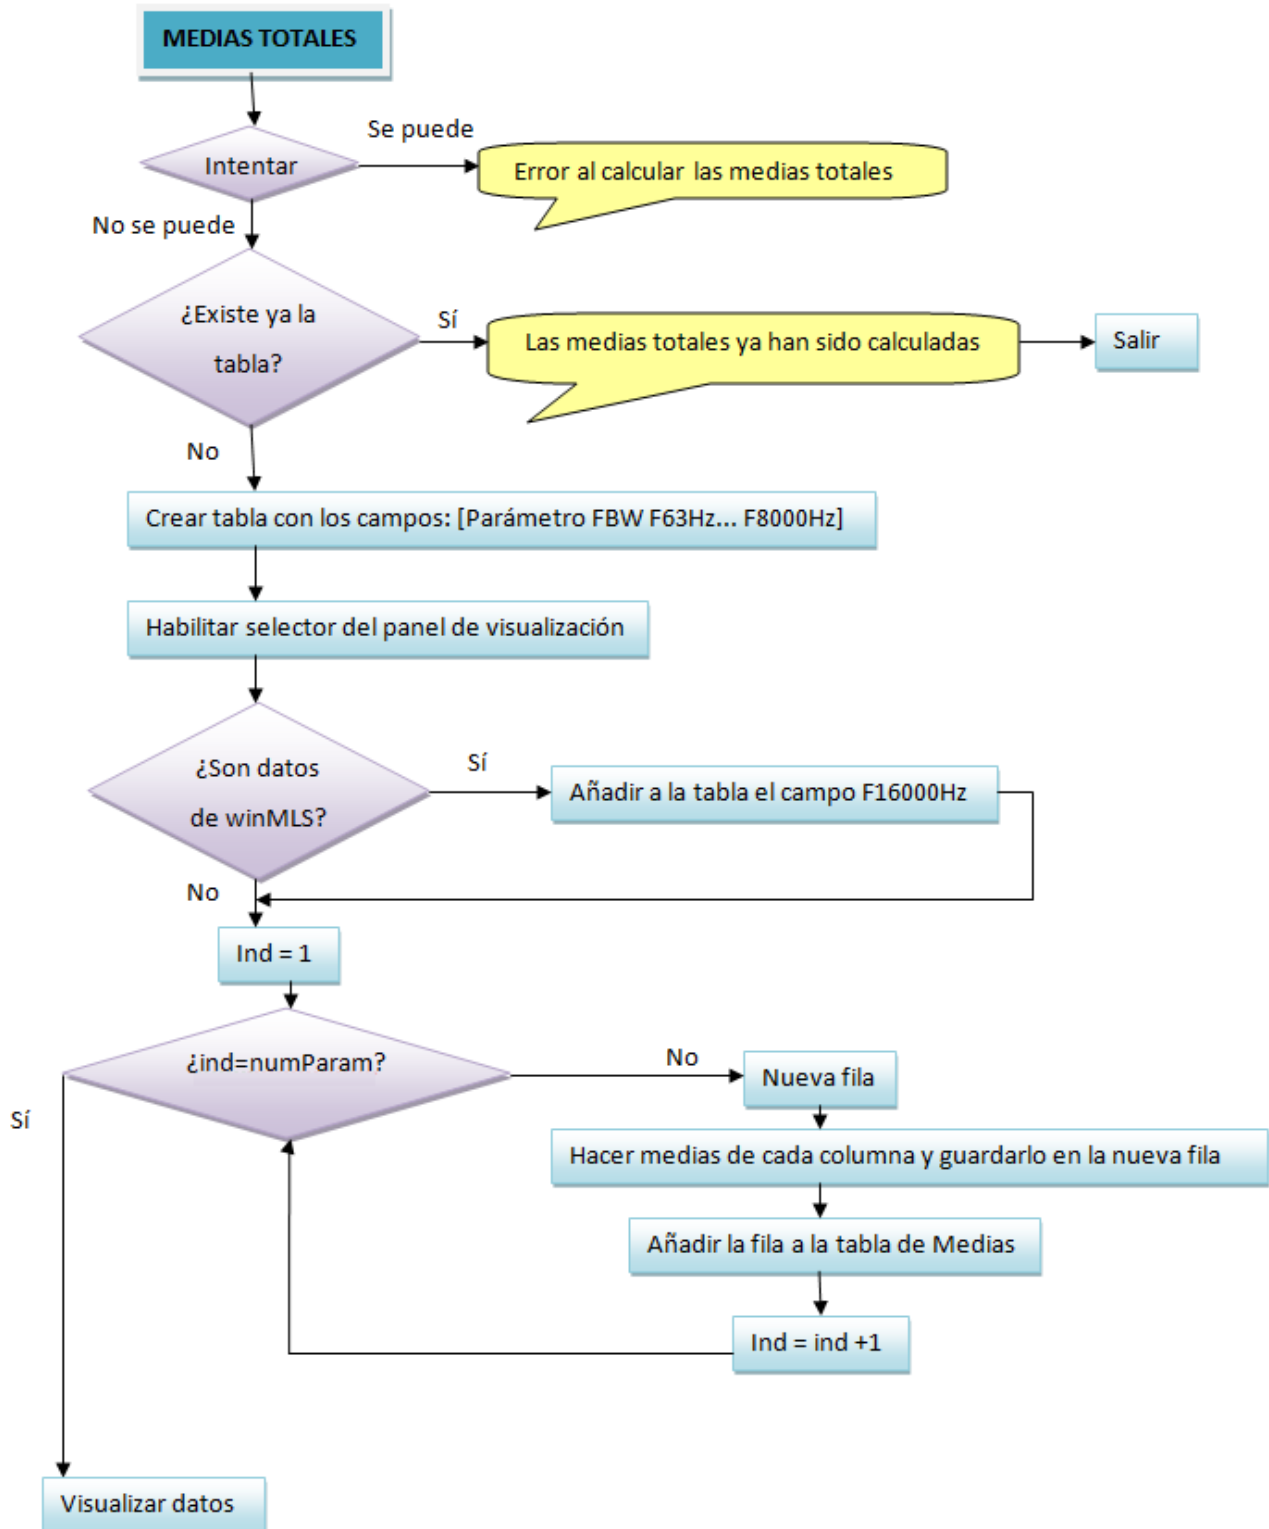 MEDIAS TOTALES
Se puede
Intentar
Error al calcular las medias totales
No se puede
¿Existe ya la
tabla?
Sí
Las medias totales ya han sido calculadas
Salir
No
Crear tabla con los campos: [Parámetro FBW F63Hz... F8000Hz]
Habilitar selector del panel de visualización
¿Son datos
de winMLS?
Sí
Añadir a la tabla el campo F16000Hz
No
Ind = 1
¿ind=numParam?
No
Nueva fila
Sí
Hacer medias de cada columna y guardarlo en la nueva fila
Añadir la fila a la tabla de Medias
Ind = ind +1
Visualizar datos